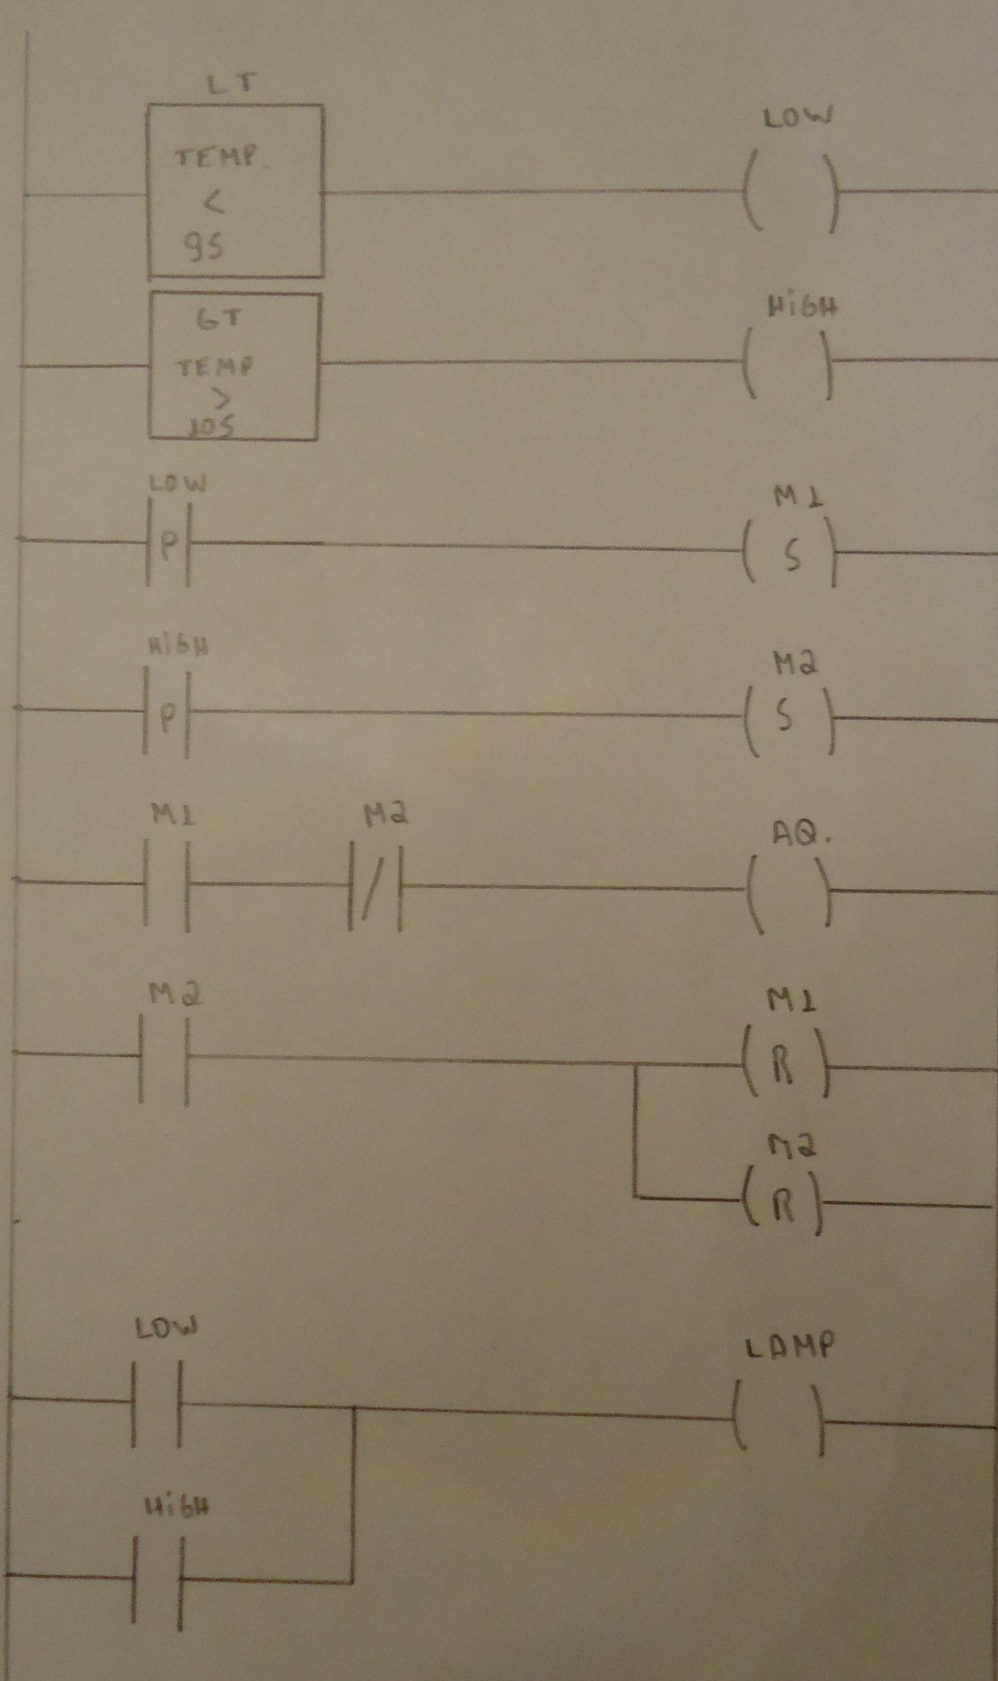 LT
TEMP.
<
95
LOW
GT
TEMP
>
105
HiGH
LOW
P
M1
S
HiGH
P
M2
S
M1 M2 AQ.
/
M2
M1
R
M2
R
LOW
LAMP
HiGH